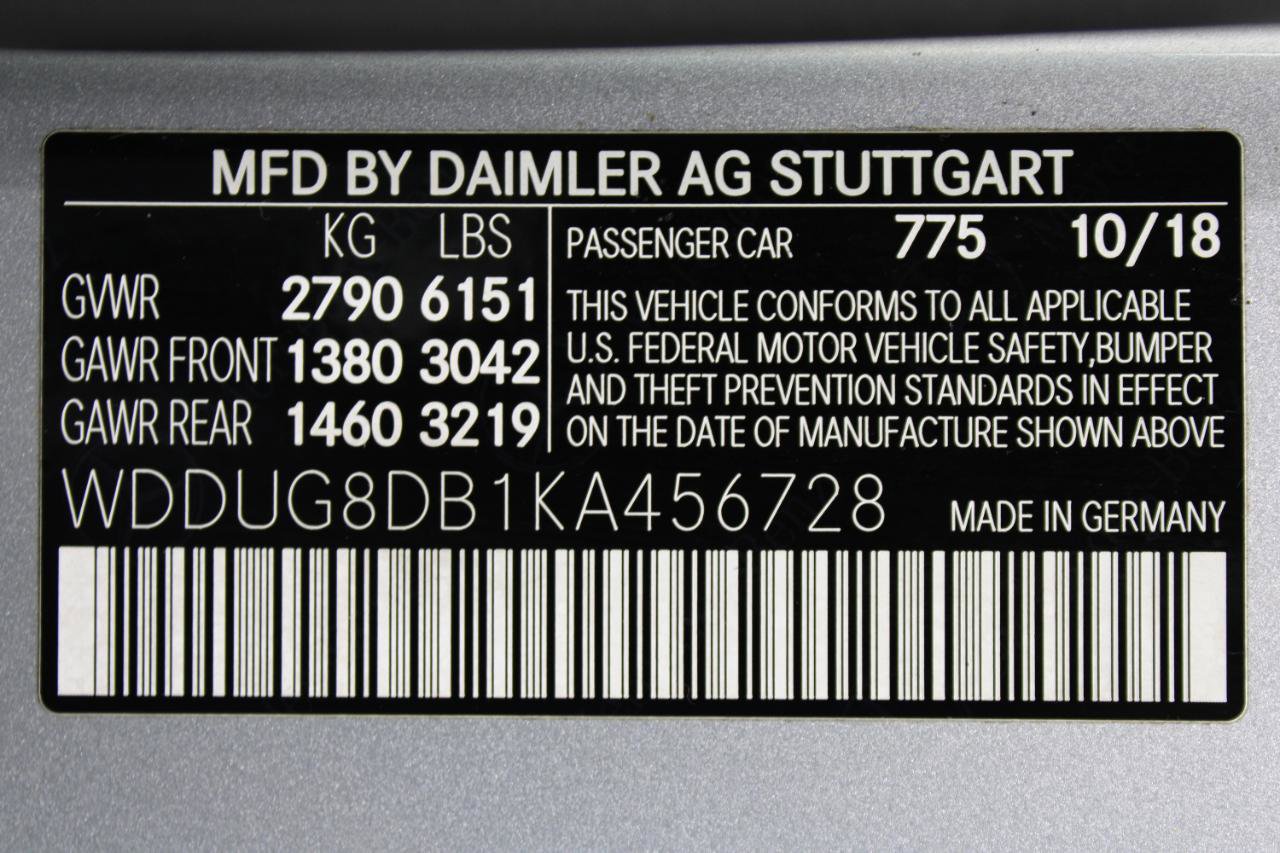 MFD BY DAIMLER AG STUTTGART
KG LBS
GVWR 2790 6151
GAWR FRONT 1380 3042
GAWR REAR 1460 3219
PASSENGER CAR 775 10/18
THIS VEHICLE CONFORMS TO ALL APPLICABLE
U.S. FEDERAL MOTOR VEHICLE SAFETY,BUMPER
AND THEFT PREVENTION STANDARDS IN EFFECT
ON THE DATE OF MANUFACTURE SHOWN ABOVE
WDDUG8DB1KA456728
MADE IN GERMANY